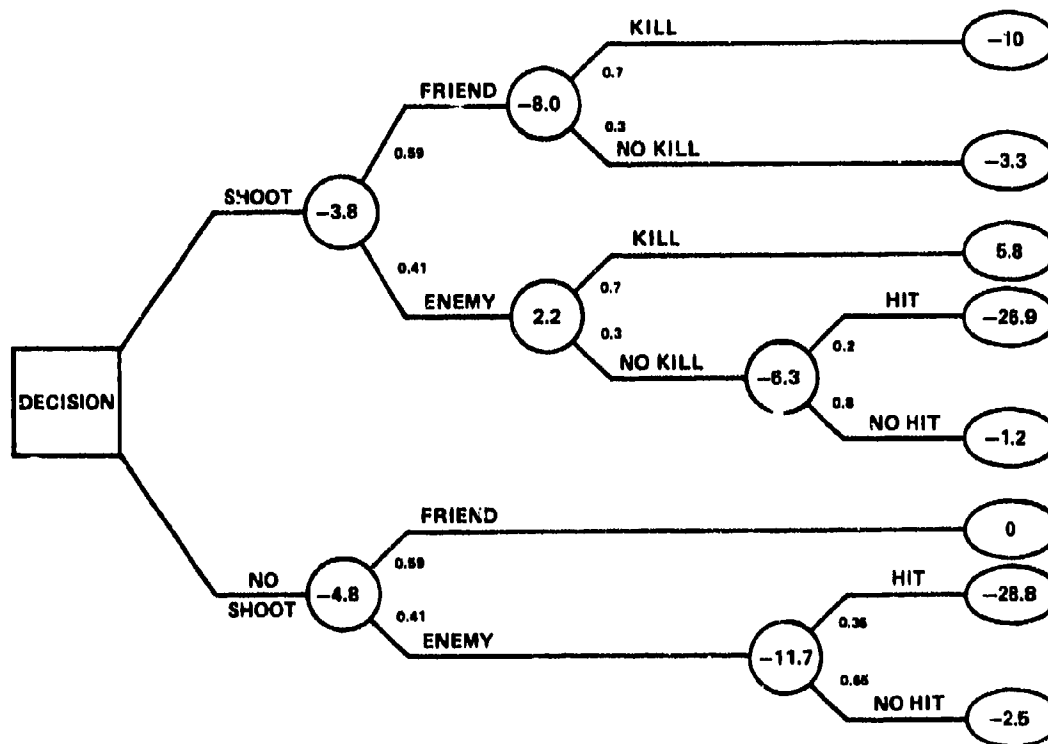 KILL
−10
0.7
FRIEND
−8.0
0.3
0.59
NO KILL
−3.3
SHOOT
−3.8
KILL
5.8
0.41
0.7
HIT
ENEMY
2.2
−26.9
0.3
0.2
NO KILL
−6.3
DECISION
0.8
NO HIT
−1.2
FRIEND
0
0.59
HIT
NO
SHOOT
−4.8
−28.8
0.41
ENEMY
−11.7
0.65
NO HIT
−2.5